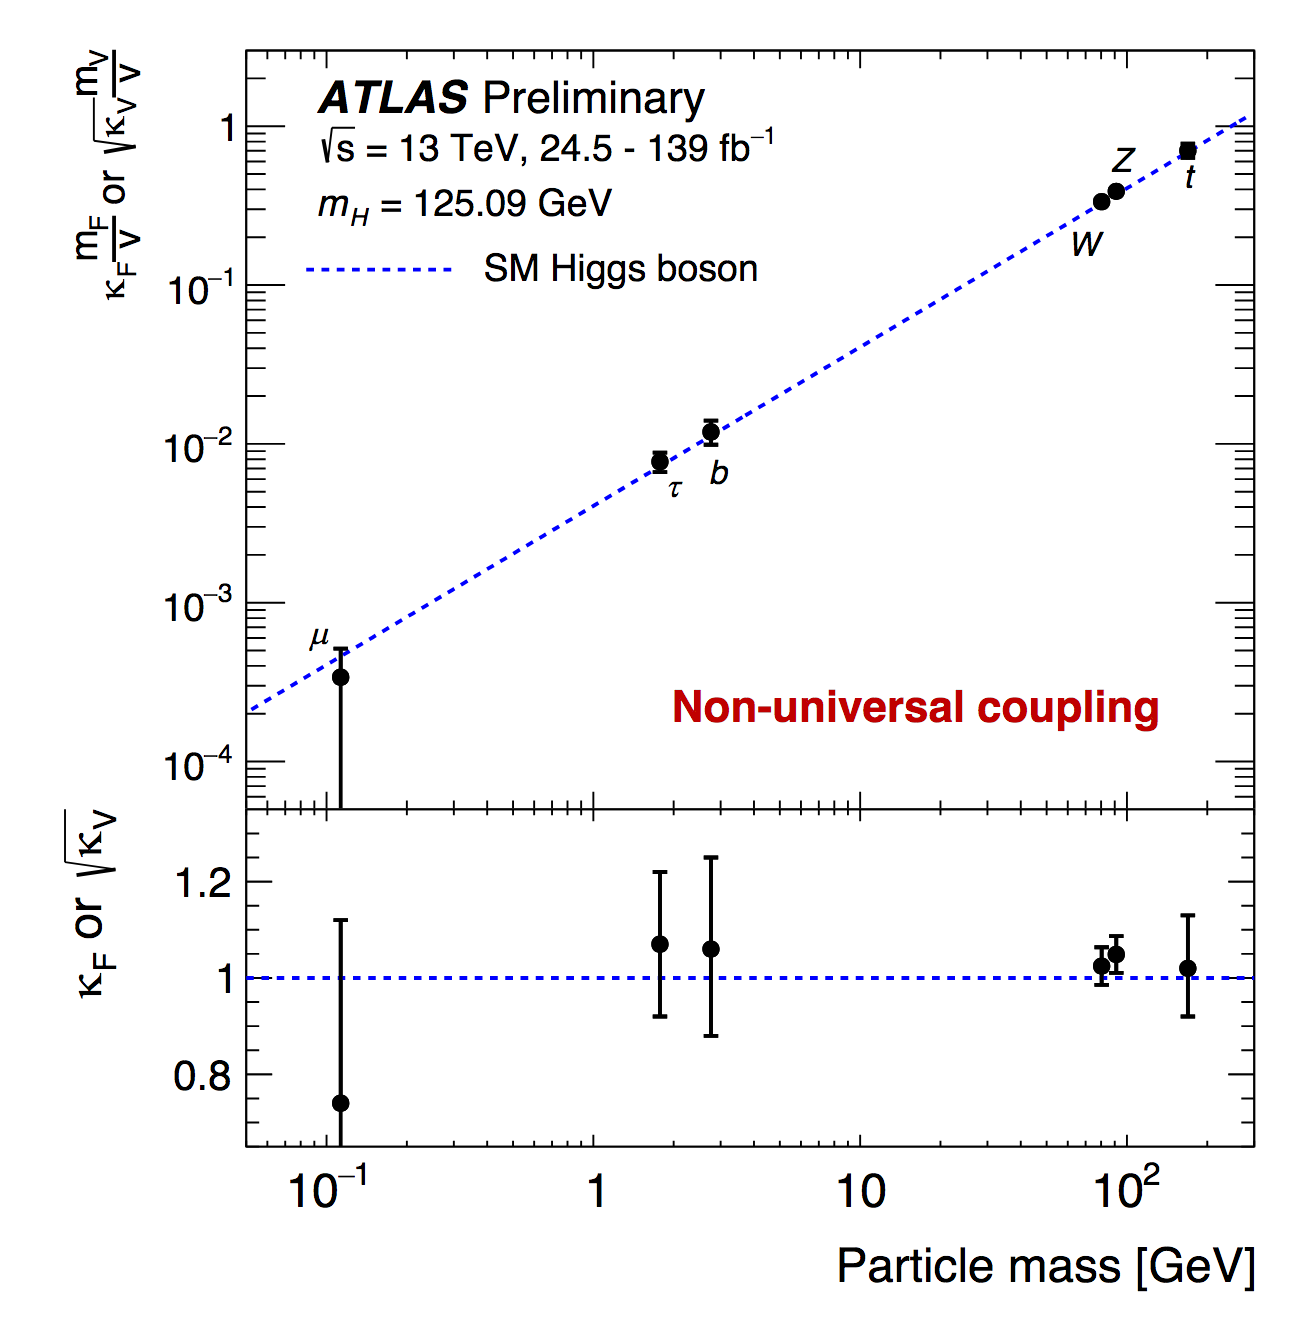 κ_F m_F/v or √κ_V m_V/v
ATLAS Preliminary
√s = 13 TeV, 24.5 - 139 fb⁻¹
m_H = 125.09 GeV
SM Higgs boson
1
10⁻¹
10⁻²
10⁻³
10⁻⁴
Z
t
W
τ
b
μ
Non-universal coupling
κ_F or √κ_V
1.2
1
0.8
10⁻¹
1
10
10²
Particle mass [GeV]